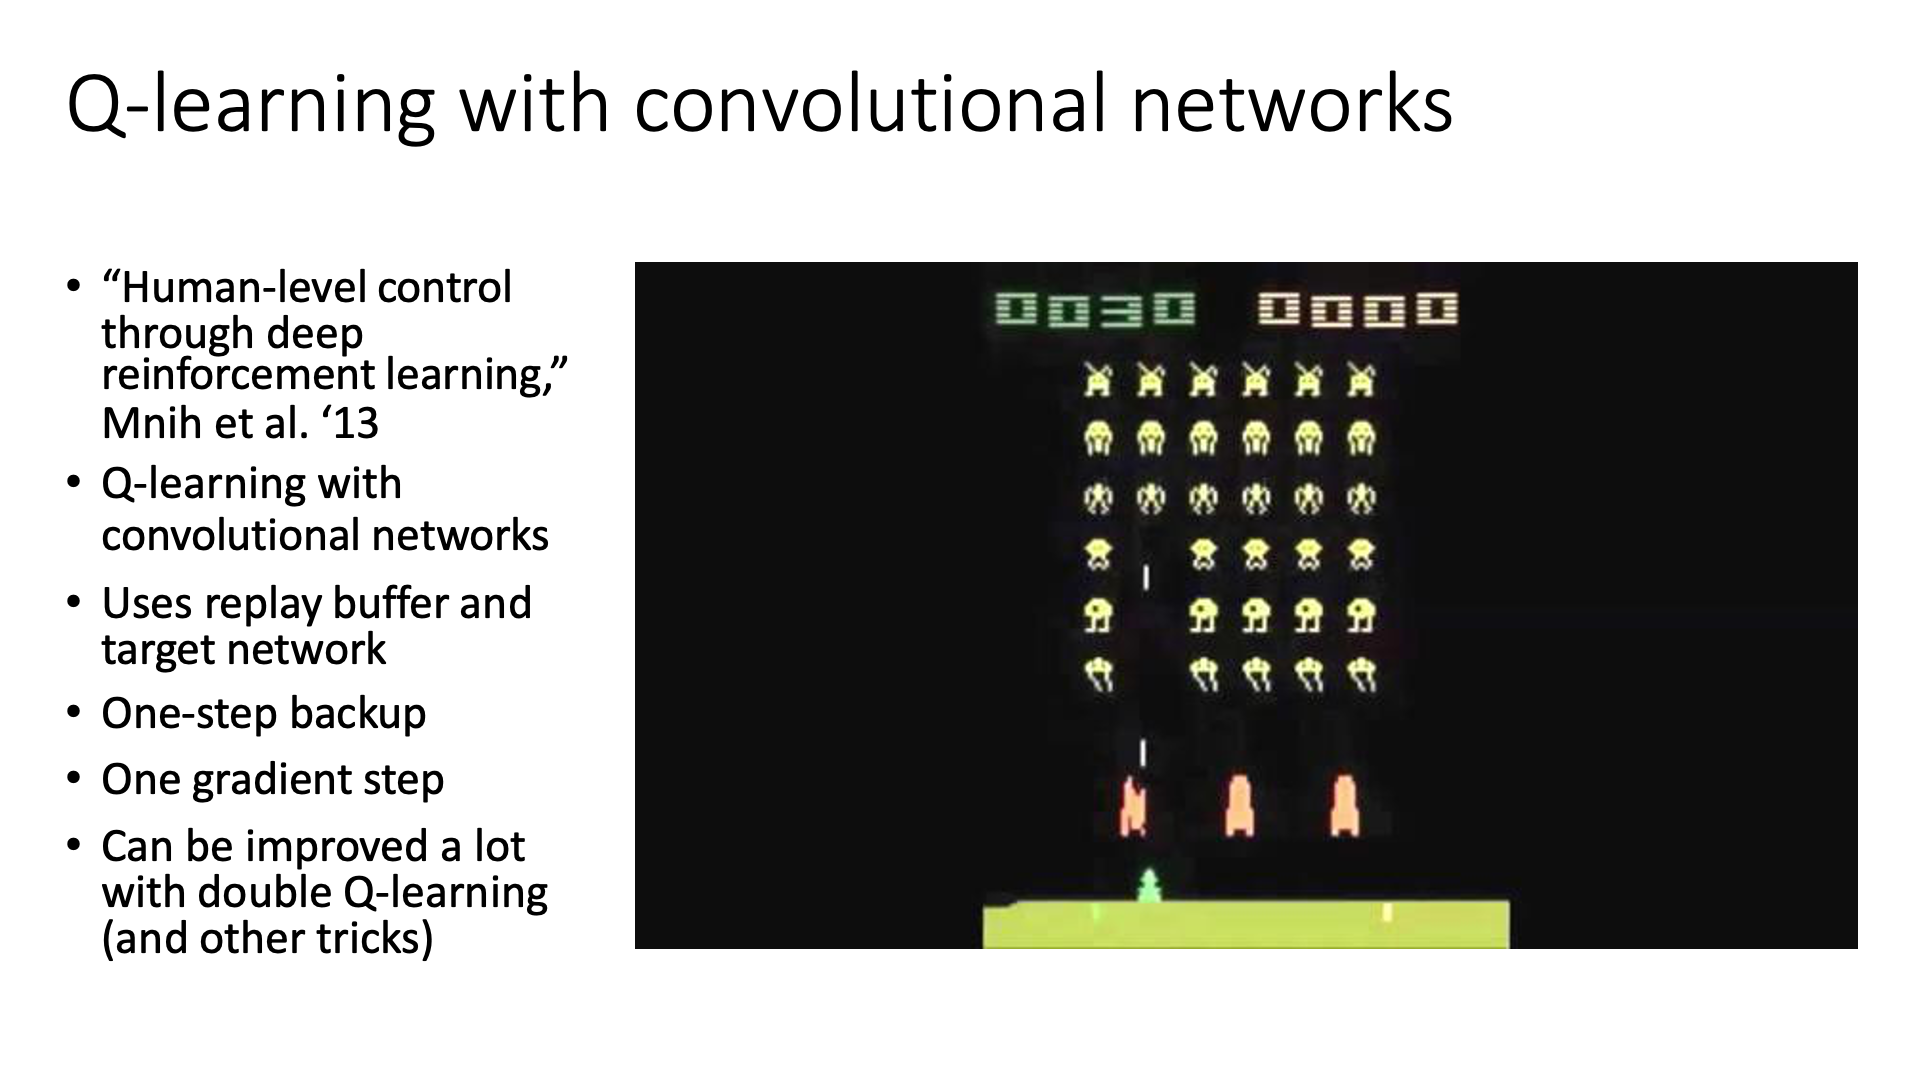 Q-learning with convolutional networks
• “Human-level control
through deep
reinforcement learning,”
Mnih et al. ‘13
• Q-learning with
convolutional networks
• Uses replay buffer and
target network
• One-step backup
• One gradient step
• Can be improved a lot
with double Q-learning
(and other tricks)
0030 0000